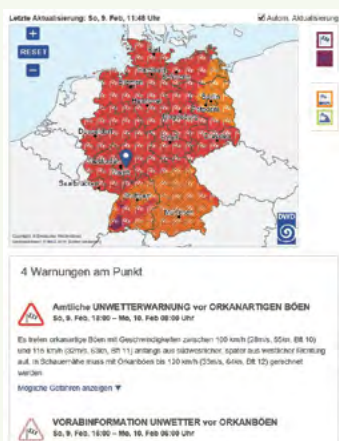 Letzte Aktualisierung: So, 9. Feb, 11:48 Uhr
Autom. Aktualisierung
RESET
Saarbrücken
DWD
4 Warnungen am Punkt
Amtliche UNWETTERWARNUNG vor ORKANARTIGEN BÖEN
So, 9. Feb, 18:00 – Mo, 10. Feb 06:00 Uhr
Es treten orkanartige Böen mit Geschwindigkeiten zwischen 100 km/h (28m/s, 55kn, Bft 10)
und 115 km/h (32m/s, 63kn, Bft 11) anfangs aus südwestlicher, später aus westlicher Richtung
auf. In Schauernähe muss mit Orkanböen bis 120 km/h (33m/s, 64kn, Bft 12) gerechnet
werden.
Mögliche Gefahren anzeigen ▼
VORABINFORMATION UNWETTER vor ORKANBÖEN
So, 9. Feb, 18:00 – Mo, 10. Feb 06:00 Uhr